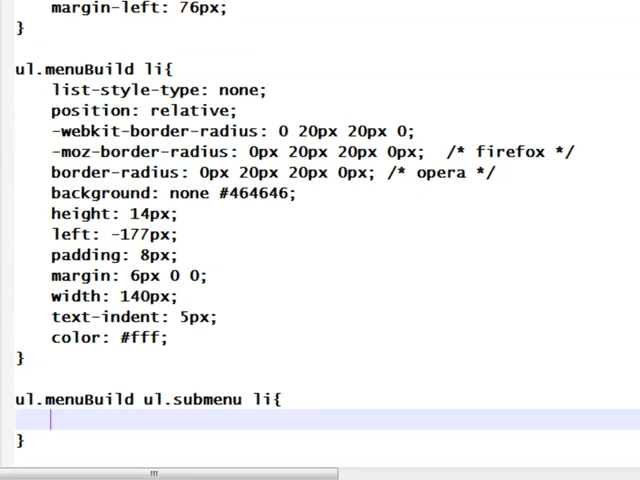 margin-left: 76px;
}
ul.menuBuild li{
list-style-type: none;
position: relative;
-webkit-border-radius: 0 20px 20px 0;
-moz-border-radius: 0px 20px 20px 0px; /* firefox */
border-radius: 0px 20px 20px 0px; /* opera */
background: none #464646;
height: 14px;
left: -177px;
padding: 8px;
margin: 6px 0 0;
width: 140px;
text-indent: 5px;
color: #fff;
}
ul.menuBuild ul.submenu li{
}